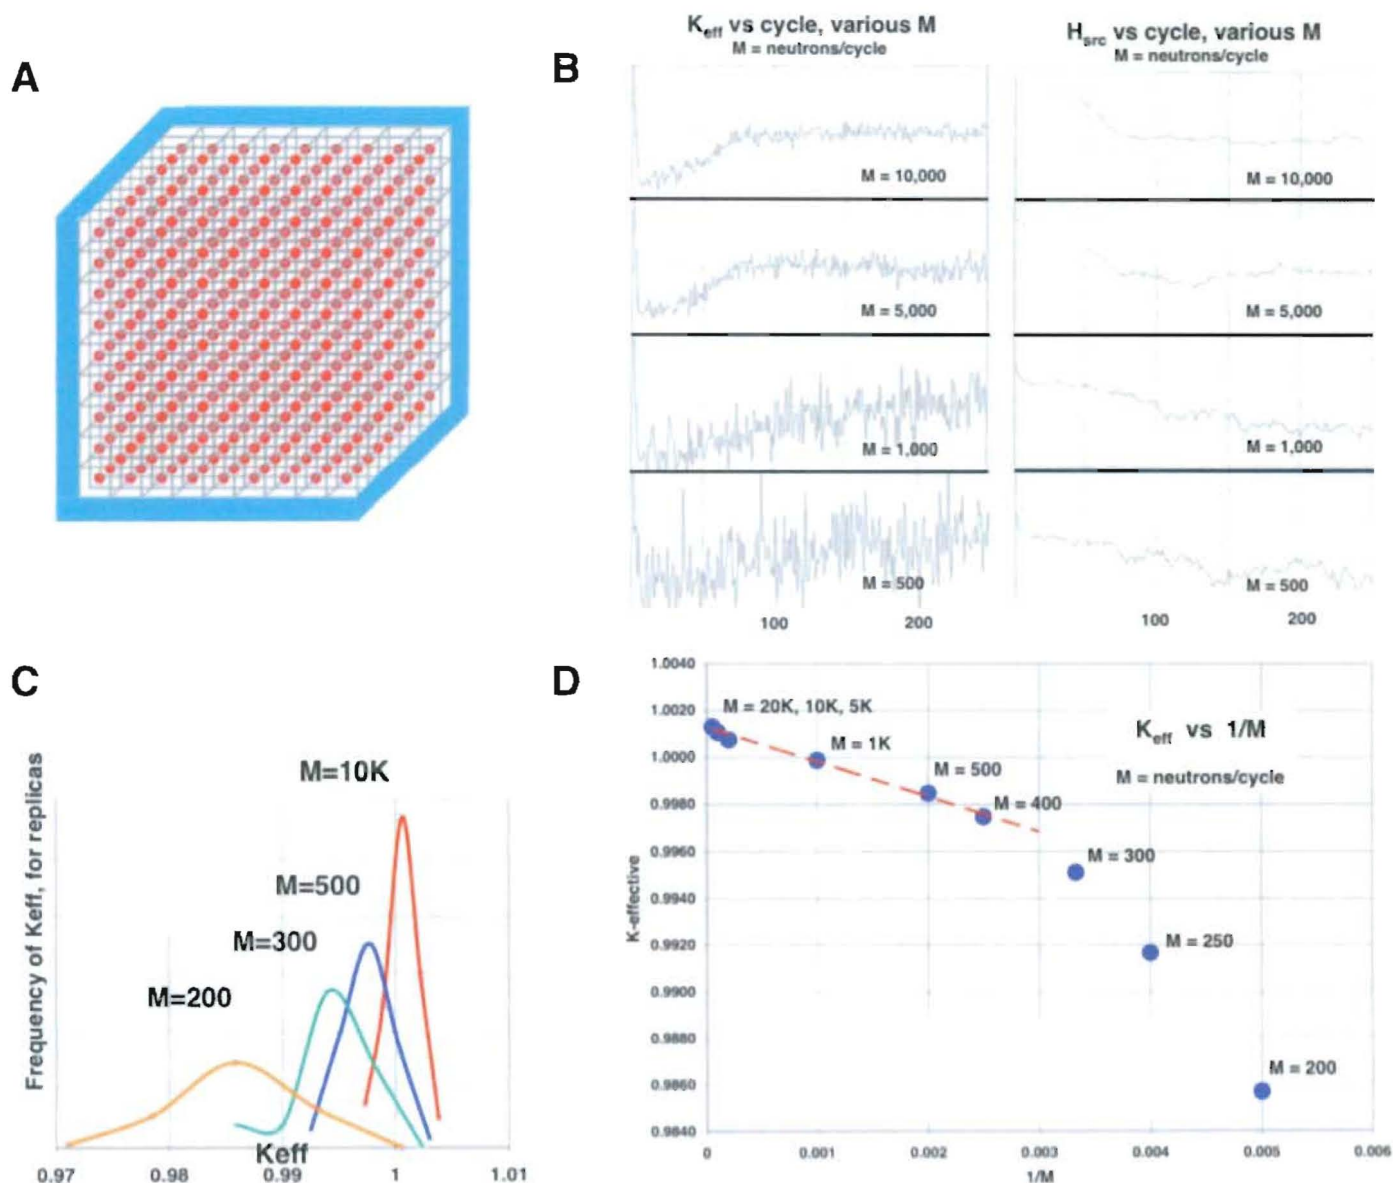 A
B
K_eff vs cycle, various M
M = neutrons/cycle
H_src vs cycle, various M
M = neutrons/cycle
M = 10,000
M = 10,000
M = 5,000
M = 5,000
M = 1,000
M = 1,000
M = 500
M = 500
100
200
100
200
C
Frequency of Keff, for replicas
M=10K
M=500
M=300
M=200
Keff
0.97
0.98
0.99
1
1.01
D
1.0040
1.0020
1.0000
0.9980
0.9960
0.9940
0.9920
0.9900
0.9880
0.9860
0.9840
K-effective
M = 20K, 10K, 5K
M = 1K
M = 500
M = 400
M = 300
M = 250
M = 200
K_eff vs 1/M
M = neutrons/cycle
0
0.001
0.002
0.003
0.004
0.005
0.006
1/M